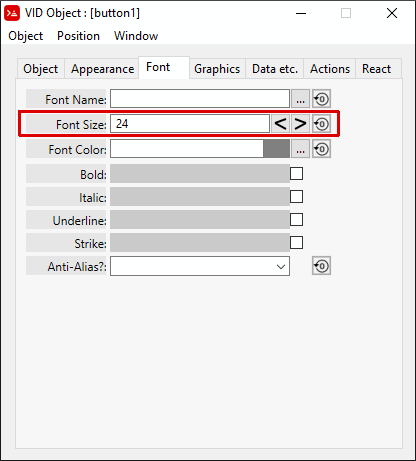 VID Object : [button1]
Object Position Window
Object Appearance Font Graphics Data etc. Actions React
Font Name: ...
Font Size: 24 < >
Font Color: ...
Bold:
Italic:
Underline:
Strike:
Anti-Alias?: